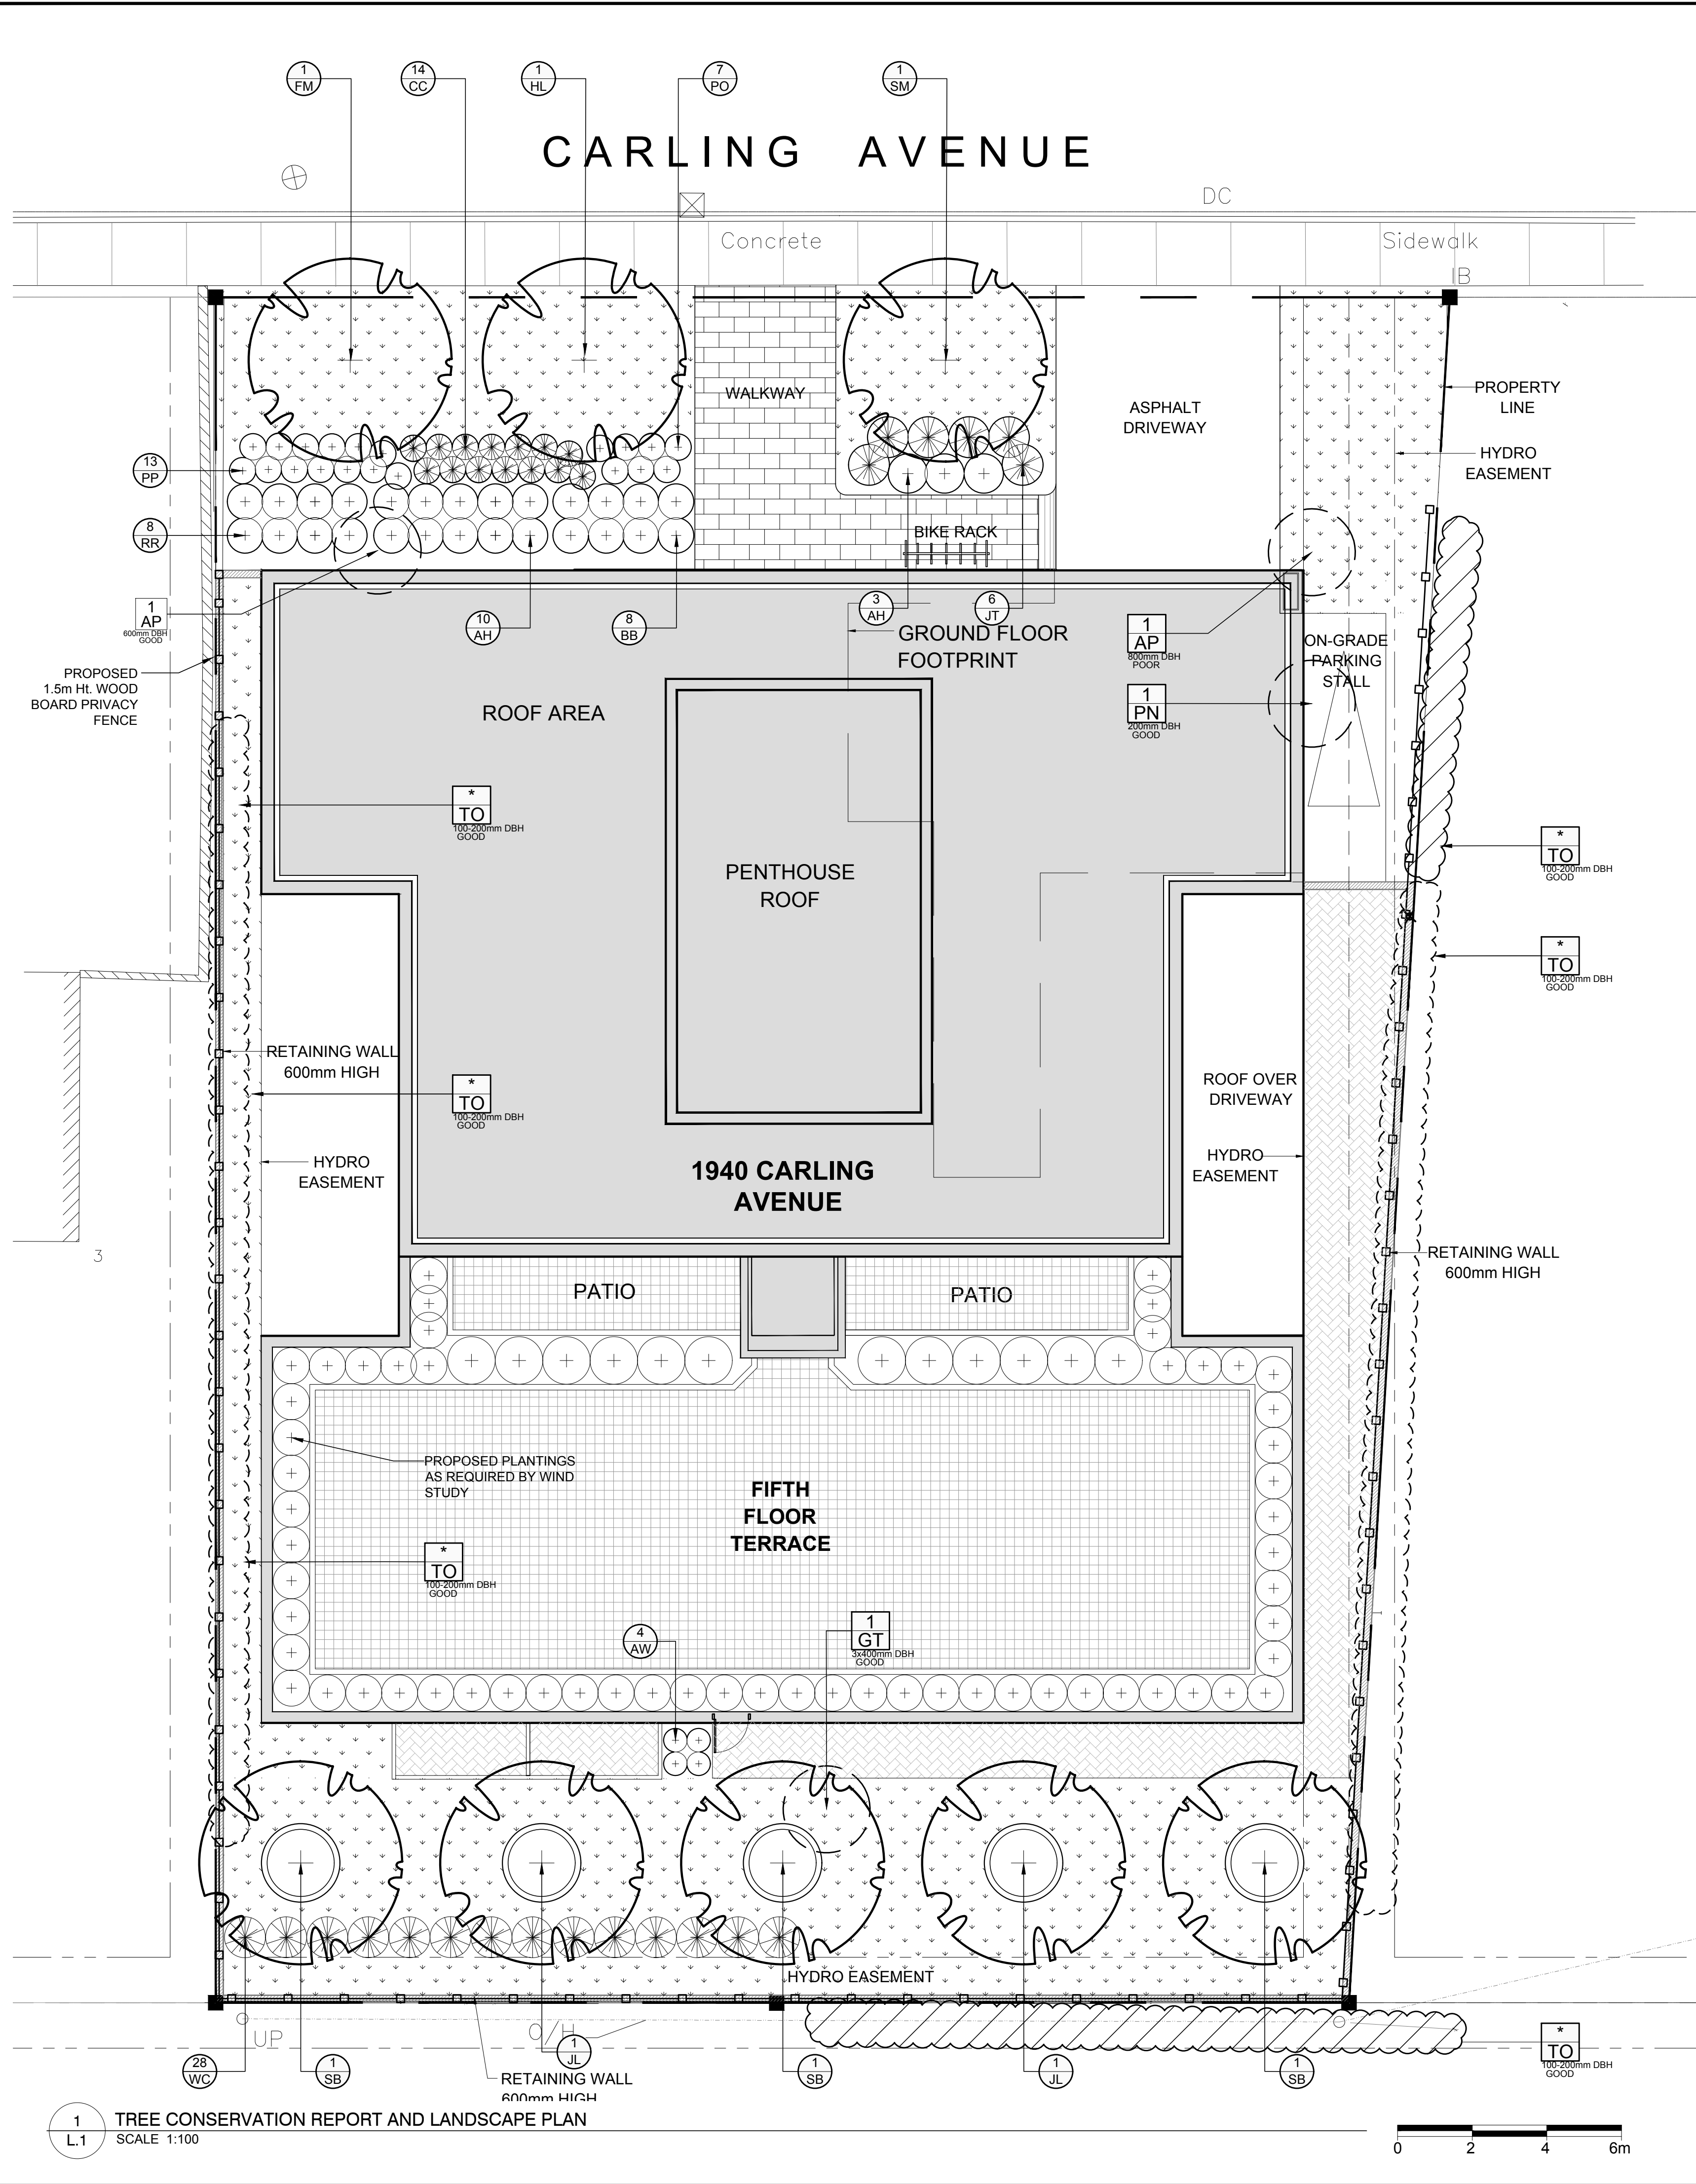 1
FM
14
CC
1
HL
7
PO
1
SM
CARLING AVENUE
DC
Concrete
Sidewalk
IB
WALKWAY
ASPHALT
DRIVEWAY
PROPERTY
LINE
HYDRO
EASEMENT
13
PP
8
RR
BIKE RACK
1
AP
600mm DBH
GOOD
10
AH
8
BB
3
AH
6
JT
GROUND FLOOR
FOOTPRINT
1
AP
800mm DBH
POOR
ON-GRADE
PARKING
STALL
PROPOSED
1.5m Ht. WOOD
BOARD PRIVACY
FENCE
ROOF AREA
1
PN
200mm DBH
GOOD
*
TO
100-200mm DBH
GOOD
*
TO
100-200mm DBH
GOOD
PENTHOUSE
ROOF
*
TO
100-200mm DBH
GOOD
RETAINING WALL
600mm HIGH
*
TO
100-200mm DBH
GOOD
ROOF OVER
DRIVEWAY
HYDRO
EASEMENT
1940 CARLING
AVENUE
HYDRO
EASEMENT
3
RETAINING WALL
600mm HIGH
PATIO
PATIO
PROPOSED PLANTINGS
AS REQUIRED BY WIND
STUDY
FIFTH
FLOOR
TERRACE
*
TO
100-200mm DBH
GOOD
4
AW
1
GT
3x400mm DBH
GOOD
HYDRO EASEMENT
UP
O/H
1
JL
*
TO
100-200mm DBH
GOOD
28
WC
1
SB
1
SB
1
JL
1
SB
RETAINING WALL
600mm HIGH
1
L.1
TREE CONSERVATION REPORT AND LANDSCAPE PLAN
SCALE 1:100
0 2 4 6m